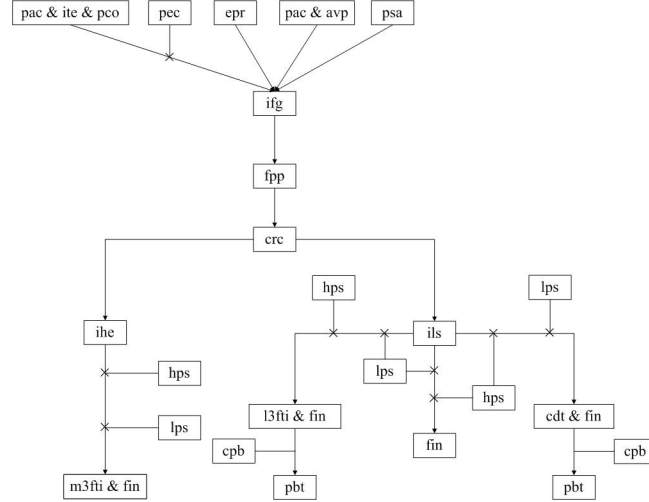 pac & ite & pco
pec
epr
pac & avp
psa
ifg
fpp
crc
hps
lps
ihe
ils
hps
lps
hps
l3fti & fin
cdt & fin
lps
fin
cpb
cpb
m3fti & fin
pbt
pbt